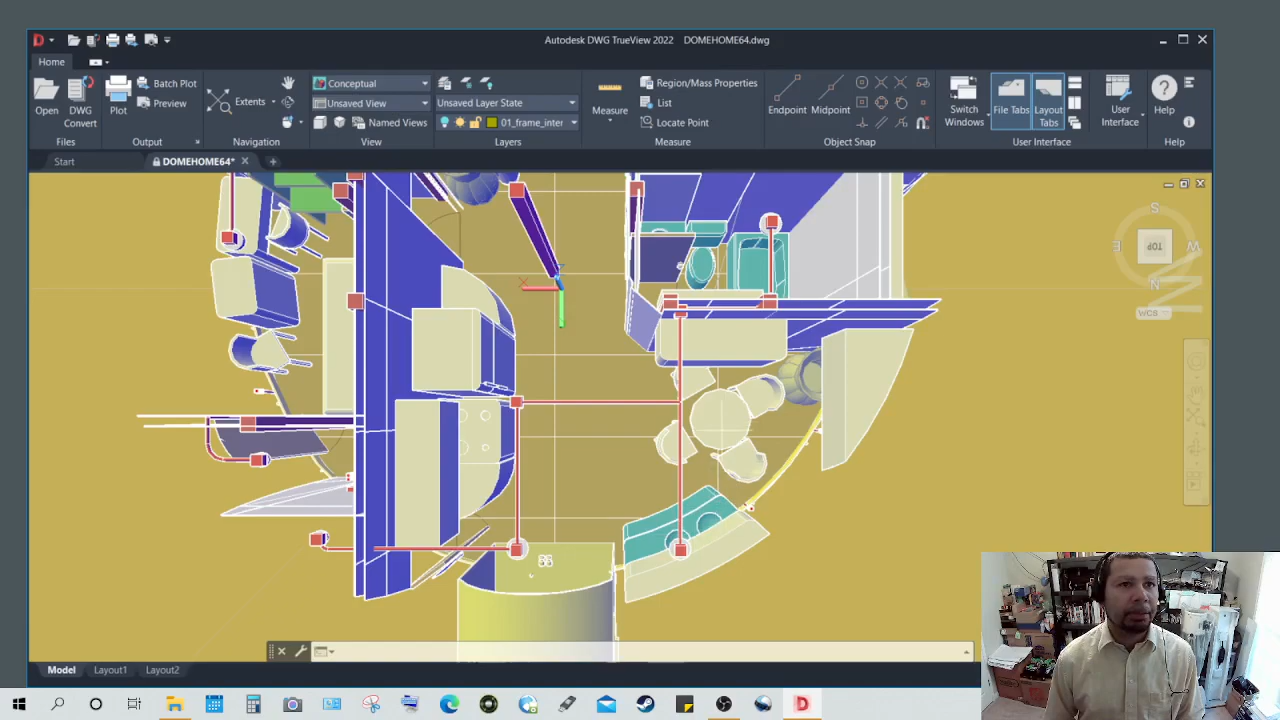 Autodesk DWG TrueView 2022 DOMEHOME64.dwg
Home
Open
DWG Convert
Plot
Batch Plot
Preview
Extents
Conceptual
Unsaved View
Named Views
Unsaved Layer State
01_frame_inter
Measure
Region/Mass Properties
List
Locate Point
Endpoint
Midpoint
Switch Windows
File Tabs
Layout Tabs
User Interface
Help
Files
Output
Navigation
View
Layers
Measure
Object Snap
User Interface
Help
Start
DOMEHOME64*
S
E
TOP
W
N
WCS
X
Model
Layout1
Layout2